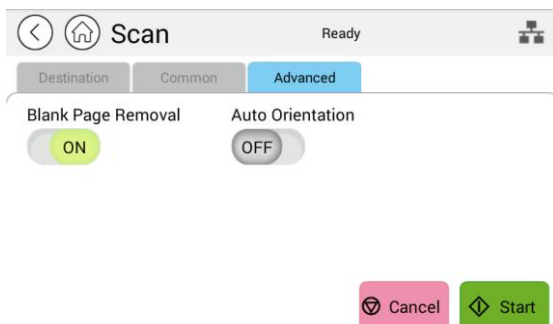 Scan Ready
Destination Common Advanced
Blank Page Removal Auto Orientation
ON OFF
Cancel Start